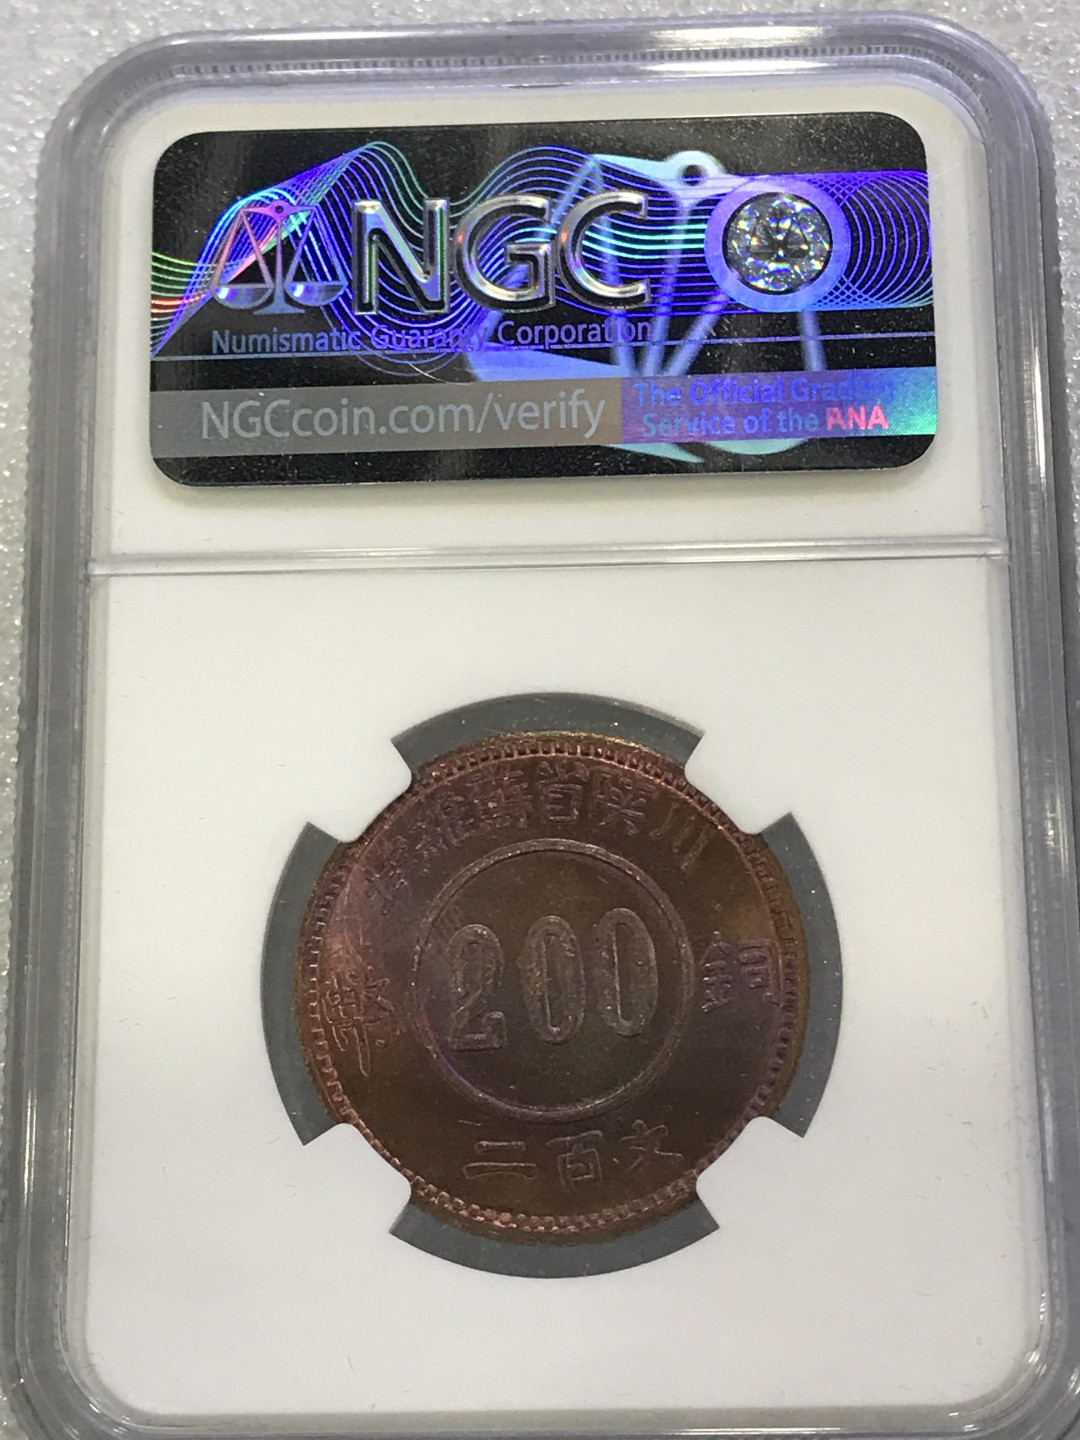 NGC
Numismatic Guaranty Corporation
NGCcoin.com/verify
The Official Grading
Service of the ANA
川陝省蘇維埃
200
二百文